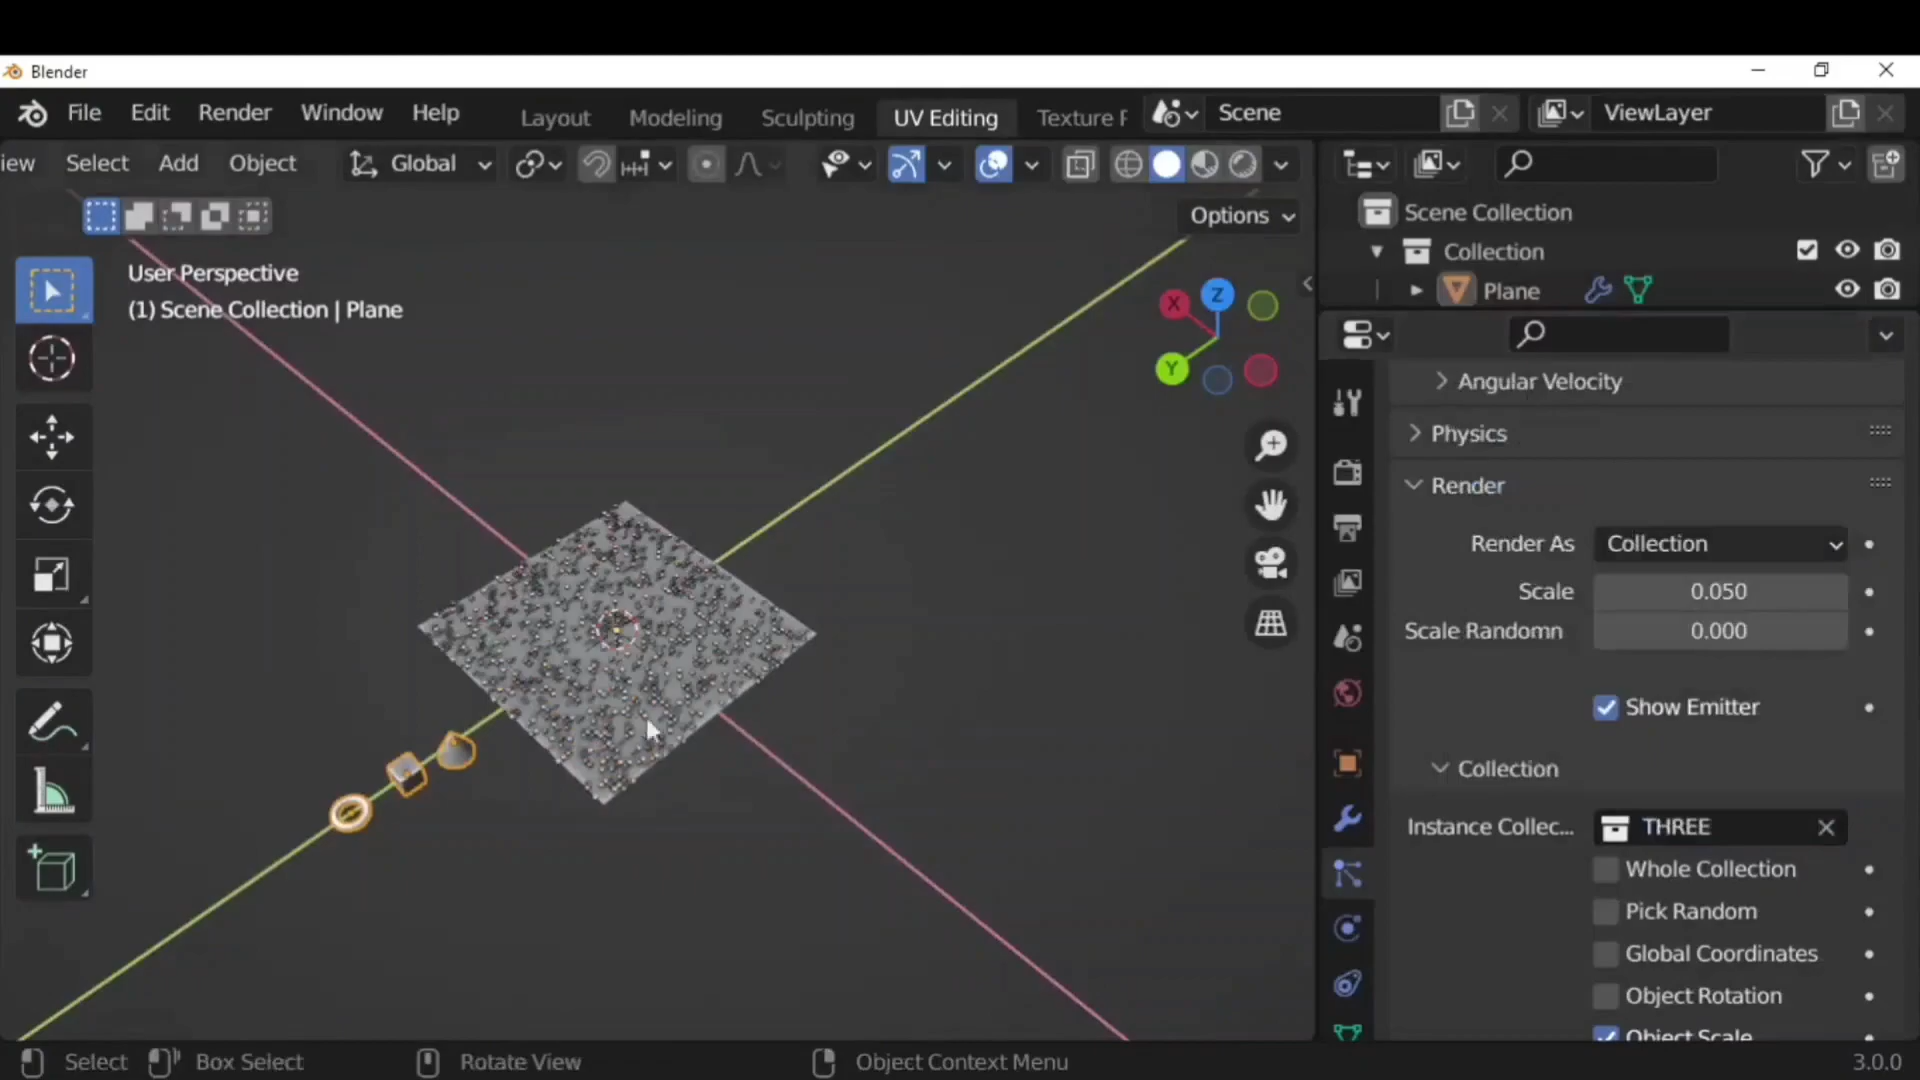 Blender
File Edit Render Window Help Layout Modeling Sculpting UV Editing Texture F Scene ViewLayer
iew Select Add Object Global
Options
User Perspective
(1) Scene Collection | Plane
X
Z
Y
Scene Collection
Collection
Plane
Angular Velocity
Physics
Render
Render As Collection
Scale 0.050
Scale Randomn 0.000
Show Emitter
Collection
Instance Collec... THREE
Whole Collection
Pick Random
Global Coordinates
Object Rotation
Object Scale
Select Box Select Rotate View Object Context Menu 3.0.0